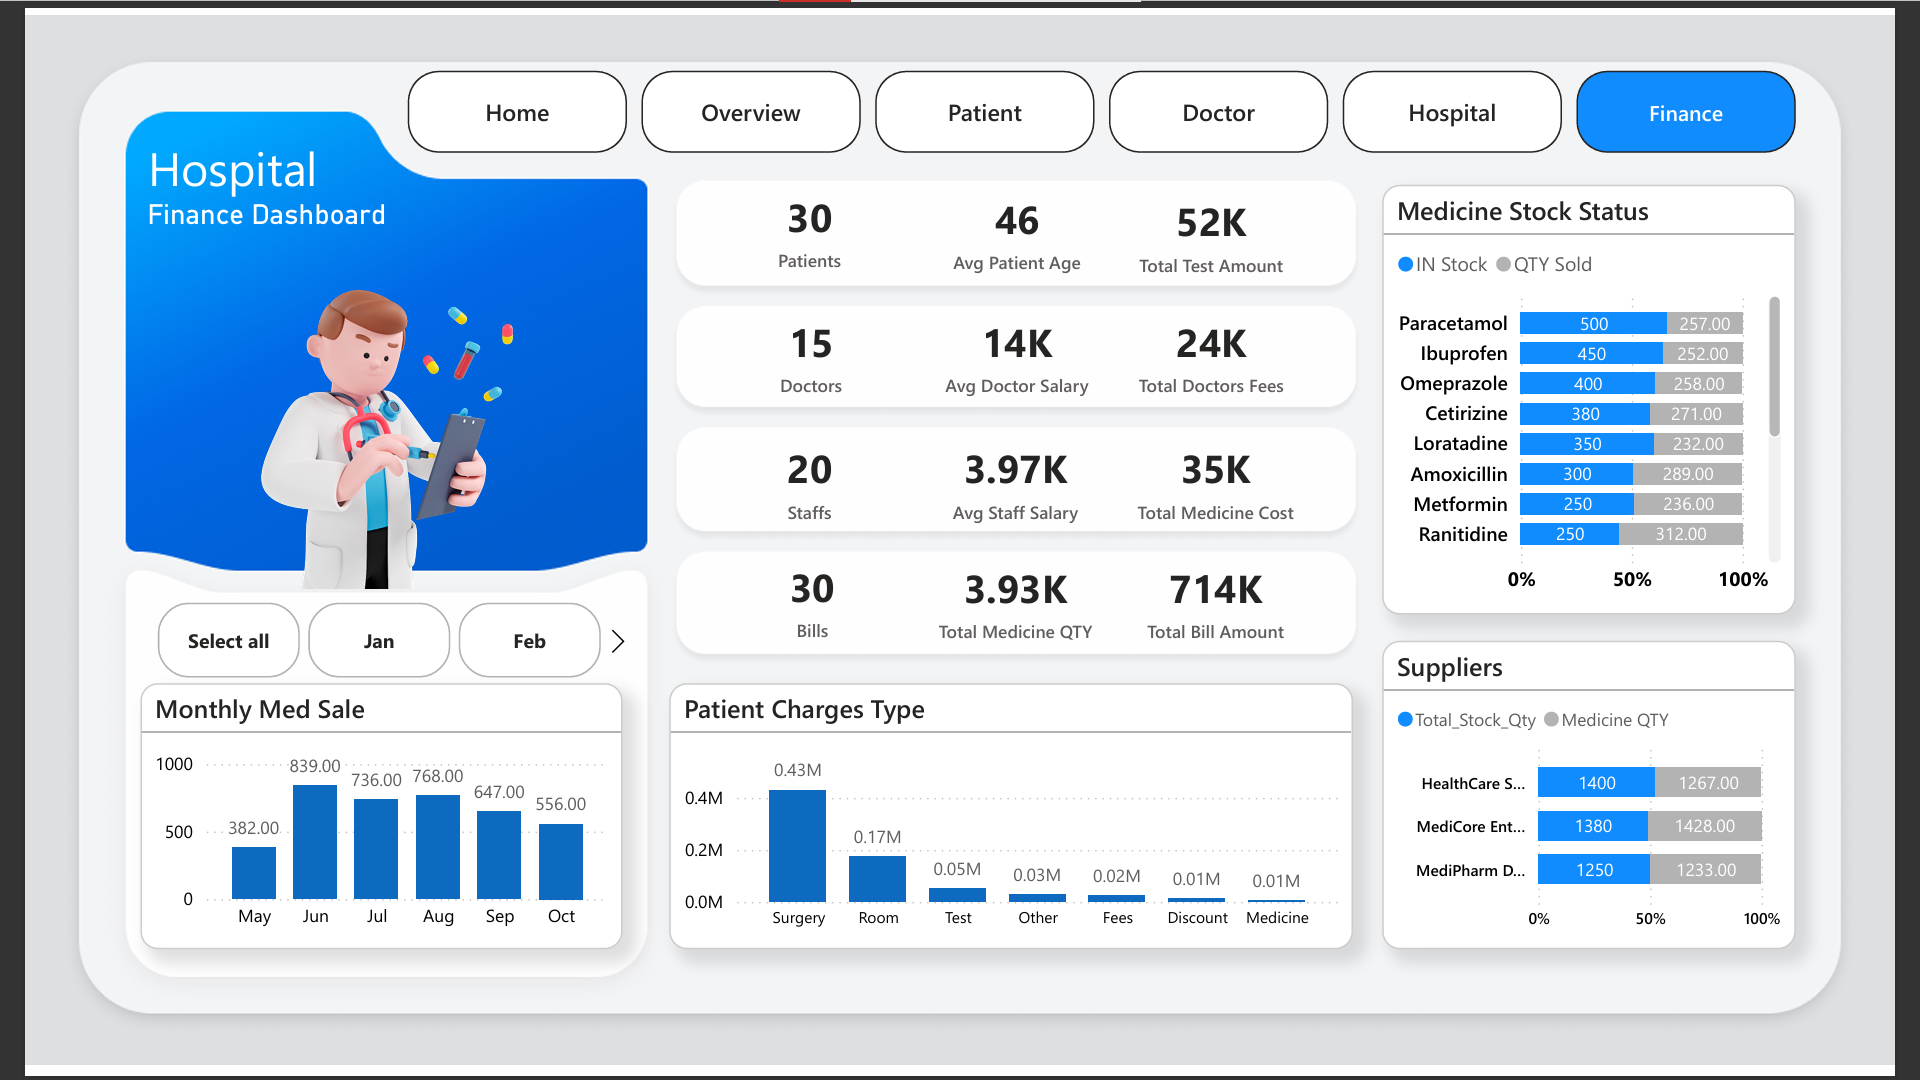 Home
Overview
Patient
Doctor
Hospital
Finance
Hospital
Finance Dashboard
30
Patients
46
Avg Patient Age
52K
Total Test Amount
15
Doctors
14K
Avg Doctor Salary
24K
Total Doctors Fees
20
Staffs
3.97K
Avg Staff Salary
35K
Total Medicine Cost
30
Bills
3.93K
Total Medicine QTY
714K
Total Bill Amount
Medicine Stock Status
IN Stock QTY Sold
Paracetamol 500 257.00
Ibuprofen 450 252.00
Omeprazole 400 258.00
Cetirizine 380 271.00
Loratadine 350 232.00
Amoxicillin 300 289.00
Metformin 250 236.00
Ranitidine 250 312.00
0% 50% 100%
Select all
Jan
Feb
Monthly Med Sale
1000
500
0
382.00
839.00
736.00
768.00
647.00
556.00
May Jun Jul Aug Sep Oct
Patient Charges Type
0.4M
0.2M
0.0M
0.43M
0.17M
0.05M
0.03M
0.02M
0.01M
0.01M
Surgery Room Test Other Fees Discount Medicine
Suppliers
Total_Stock_Qty Medicine QTY
HealthCare S... 1400 1267.00
MediCore Ent... 1380 1428.00
MediPharm D... 1250 1233.00
0% 50% 100%